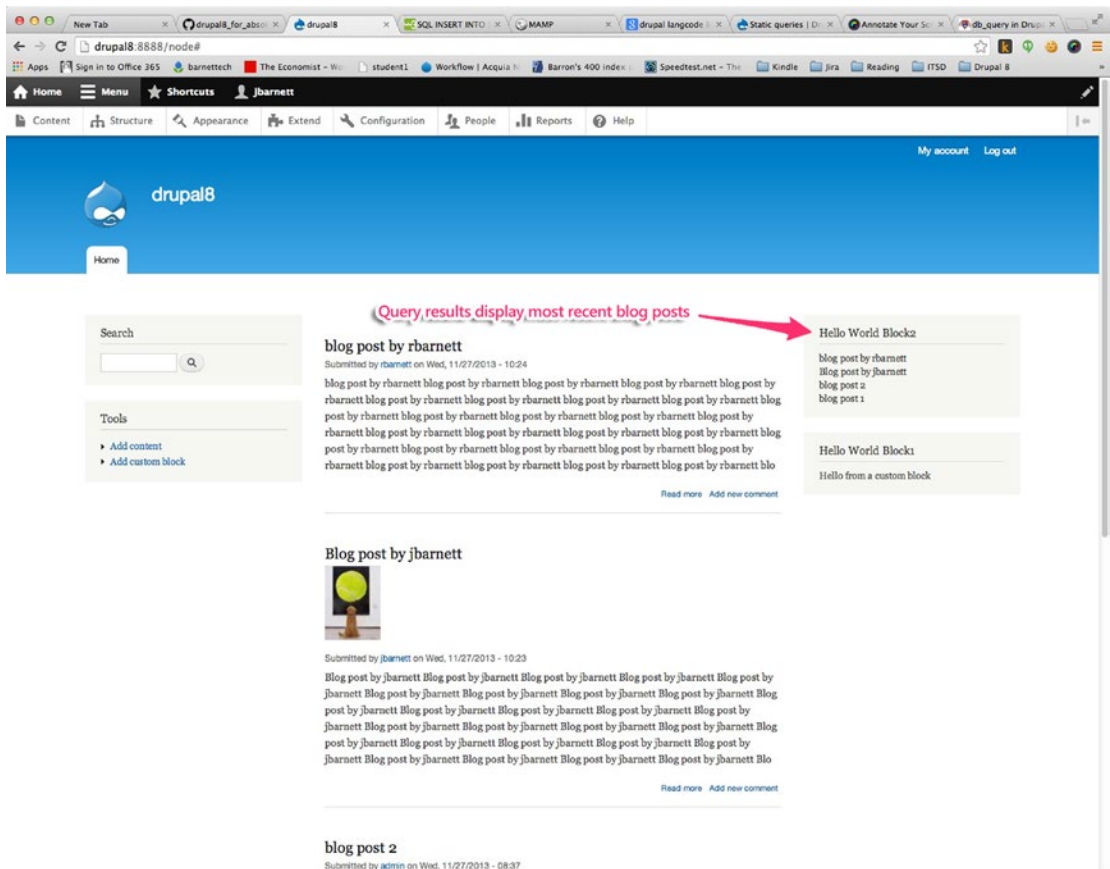 New Tab
drupal8_for_absol
drupal8
SQL INSERT INTO
MAMP
drupal langcode
Static queries | Dr
Annotate Your Sc
db_query in Drupa
drupal8:8888/node#
Apps
Sign in to Office 365
barnettech
The Economist – Wo
student1
Workflow | Acquia
Barron's 400 index
Speedtest.net – The
Kindle
Jira
Reading
ITSD
Drupal 8
Home
Menu
Shortcuts
Jbarnett
Content
Structure
Appearance
Extend
Configuration
People
Reports
Help
My account Log out
drupal8
Home
Query results display most recent blog posts
Search
Tools
Add content
Add custom block
blog post by rbarnett
Submitted by rbarnett on Wed, 11/27/2013 - 10:24
blog post by rbarnett blog post by rbarnett blog post by rbarnett blog post by rbarnett blog post by
rbarnett blog post by rbarnett blog post by rbarnett blog post by rbarnett blog post by rbarnett blog
post by rbarnett blog post by rbarnett blog post by rbarnett blog post by rbarnett blog post by
rbarnett blog post by rbarnett blog post by rbarnett blog post by rbarnett blog post by rbarnett blog
post by rbarnett blog post by rbarnett blog post by rbarnett blog post by rbarnett blog post by
rbarnett blog post by rbarnett blog post by rbarnett blog post by rbarnett blog post by rbarnett blo
Read more Add new comment
Blog post by jbarnett
Submitted by jbarnett on Wed, 11/27/2013 - 10:23
Blog post by jbarnett Blog post by jbarnett Blog post by jbarnett Blog post by jbarnett Blog post by
jbarnett Blog post by jbarnett Blog post by jbarnett Blog post by jbarnett Blog post by jbarnett Blog
post by jbarnett Blog post by jbarnett Blog post by jbarnett Blog post by jbarnett Blog post by
jbarnett Blog post by jbarnett Blog post by jbarnett Blog post by jbarnett Blog post by jbarnett Blog
post by jbarnett Blog post by jbarnett Blog post by jbarnett Blog post by jbarnett Blog post by
jbarnett Blog post by jbarnett Blog post by jbarnett Blog post by jbarnett Blog post by jbarnett Blo
Read more Add new comment
blog post 2
Submitted by admin on Wed, 11/27/2013 - 08:37
Hello World Block2
blog post by rbarnett
Blog post by jbarnett
blog post 2
blog post 1
Hello World Block1
Hello from a custom block